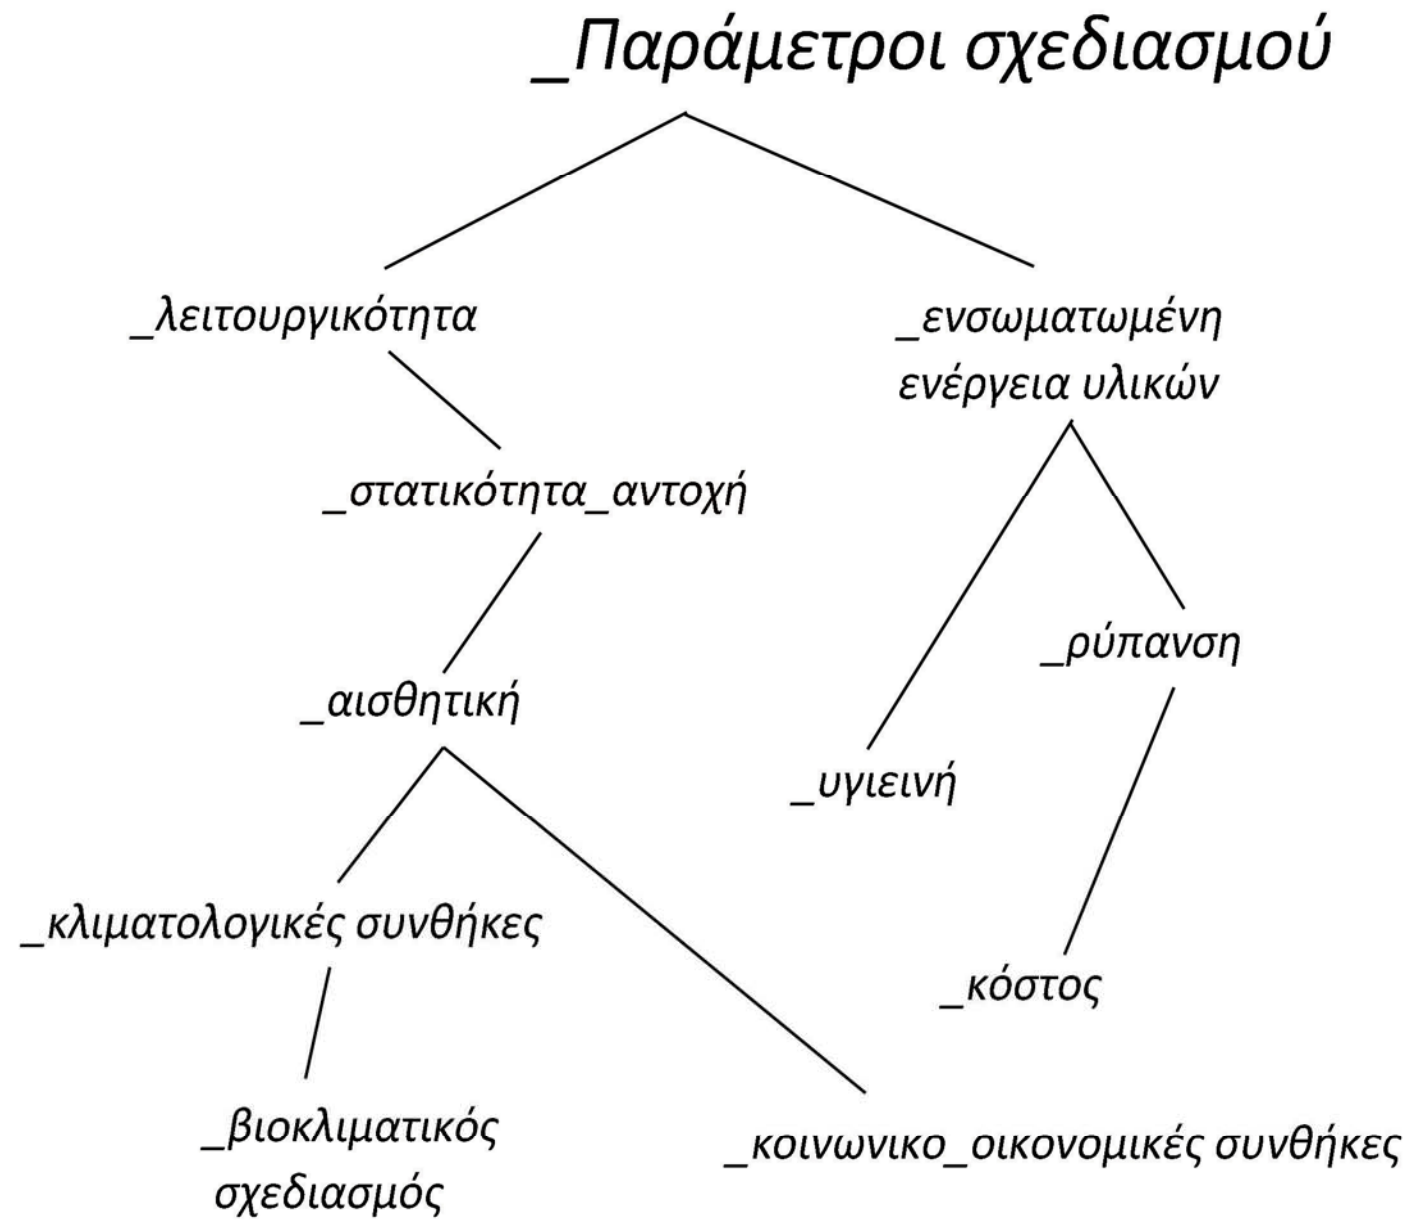 _Παράμετροι σχεδιασμού
_λειτουργικότητα
_ενσωματωμένη
ενέργεια υλικών
_στατικότητα_αντοχή
_ρύπανση
_αισθητική
_υγιεινή
_κλιματολογικές συνθήκες
_κόστος
_βιοκλιματικός
σχεδιασμός
_κοινωνικο_οικονομικές συνθήκες